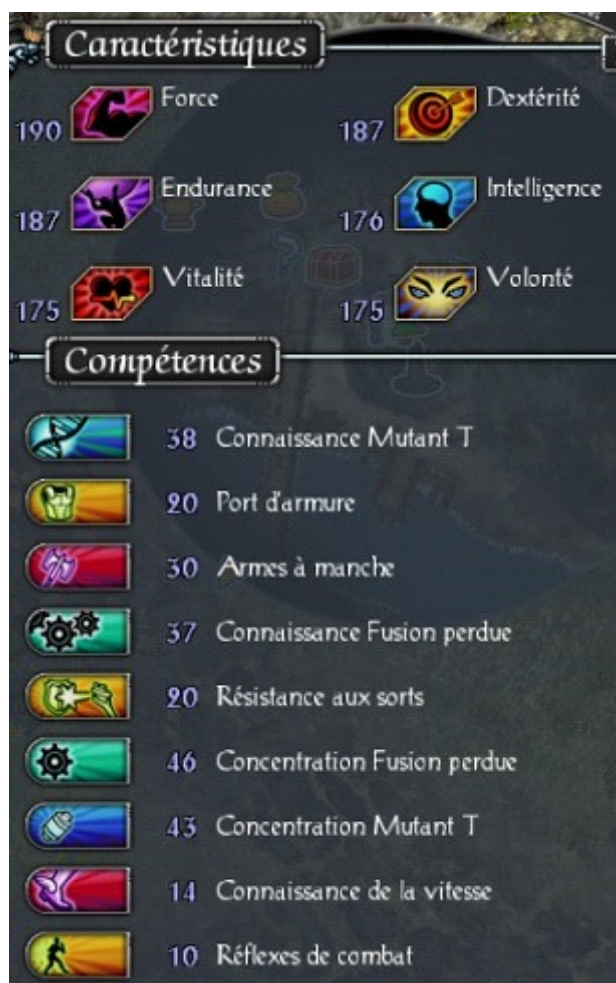 Caractéristiques
190 Force
187 Dextérité
187 Endurance
176 Intelligence
175 Vitalité
175 Volonté
Compétences
38 Connaissance Mutant T
20 Port d'armure
30 Armes à manche
37 Connaissance Fusion perdue
20 Résistance aux sorts
46 Concentration Fusion perdue
43 Concentration Mutant T
14 Connaissance de la vitesse
10 Réflexes de combat